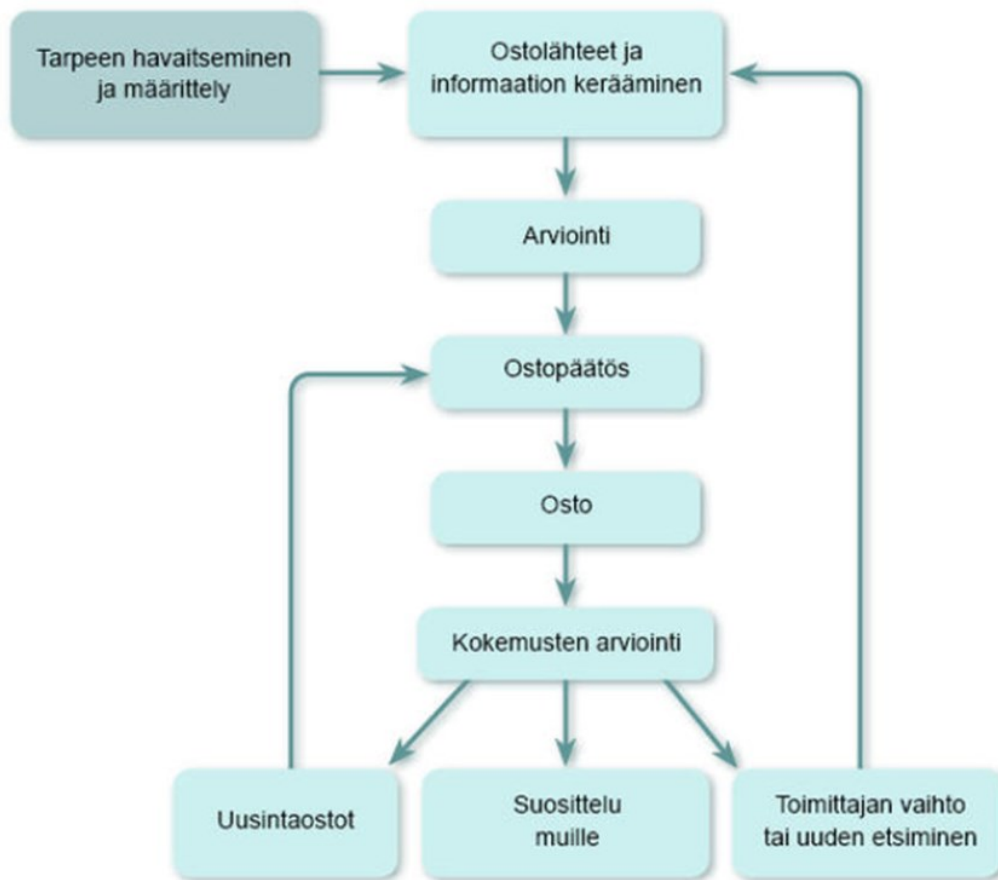 Tarpeen havaitseminen
ja määrittely
Ostolähteet ja
informaation kerääminen
Arviointi
Ostopäätös
Osto
Kokemusten arviointi
Uusintaostot
Suosittelu
muille
Toimittajan vaihto
tai uuden etsiminen